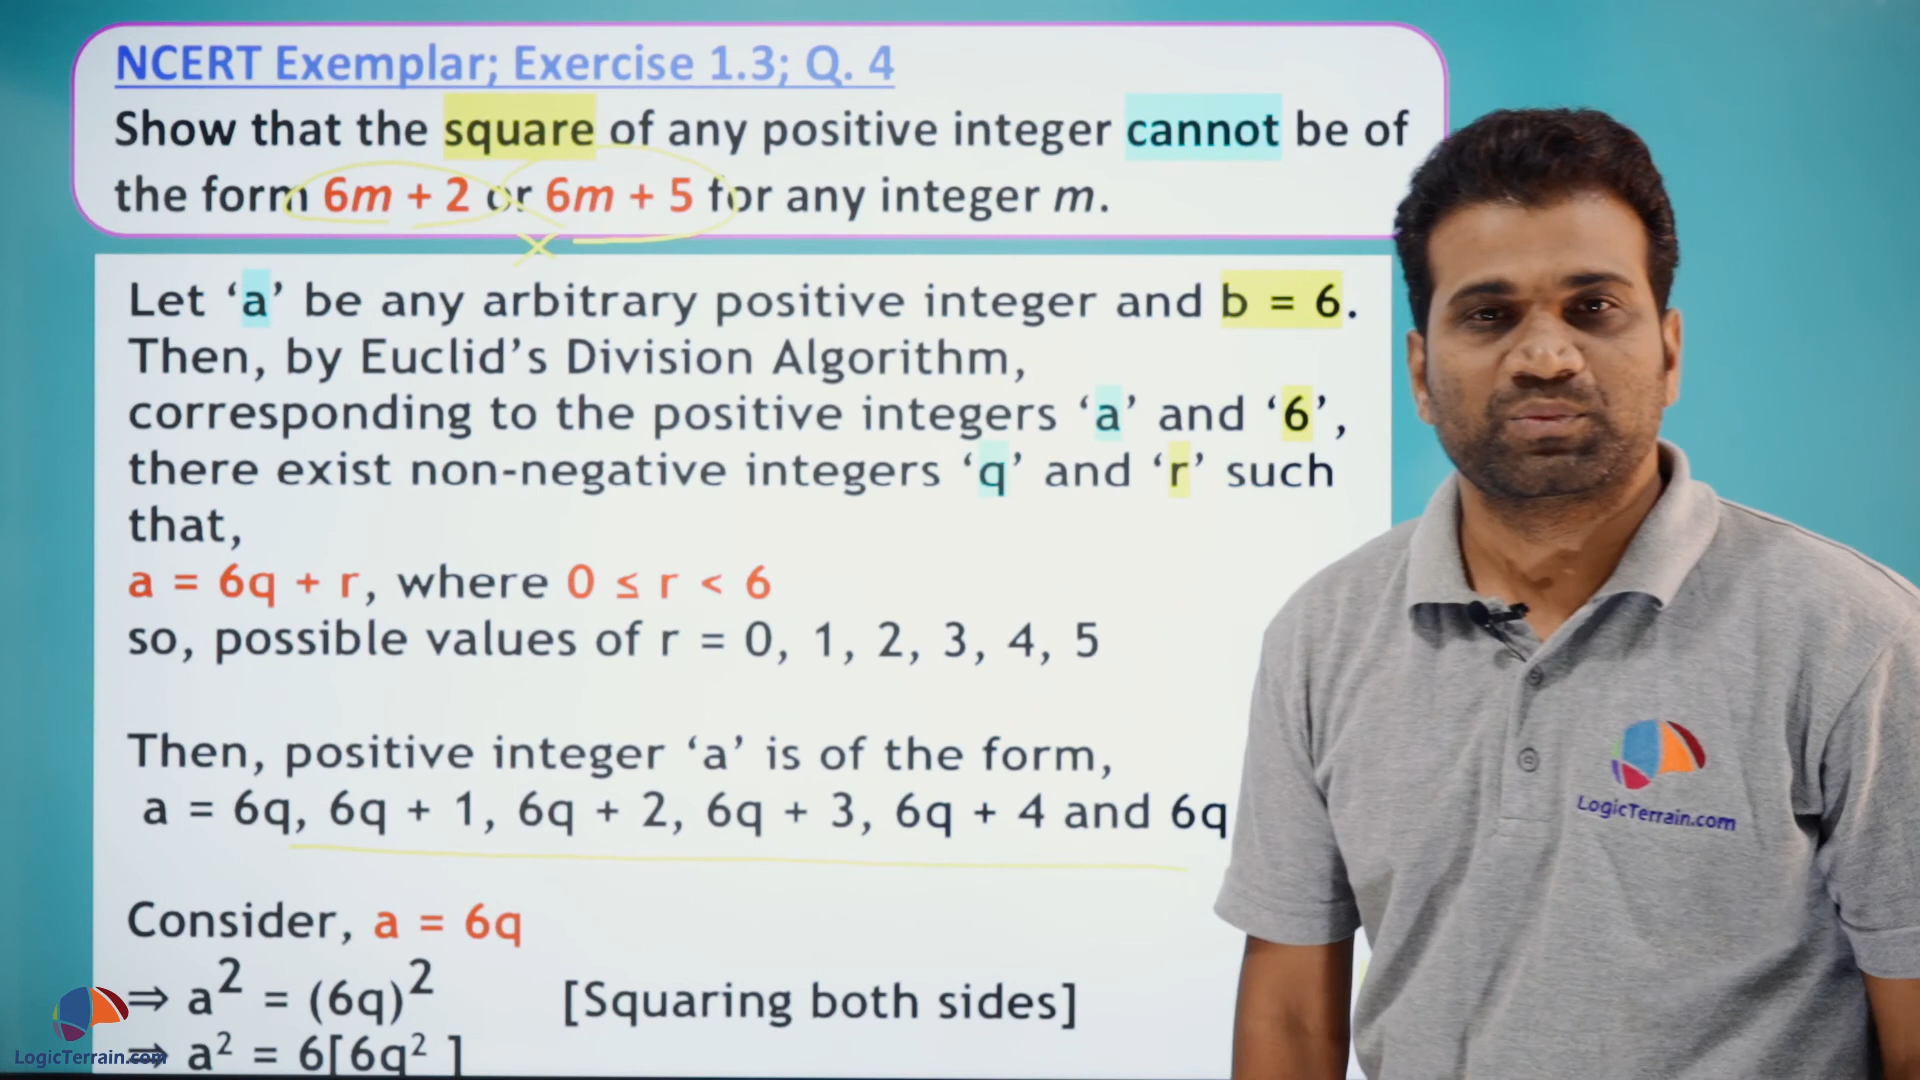 NCERT Exemplar; Exercise 1.3; Q. 4
Show that the square of any positive integer cannot be of
the form 6m + 2 or 6m + 5 for any integer m.
Let ‘a’ be any arbitrary positive integer and b = 6.
Then, by Euclid’s Division Algorithm,
corresponding to the positive integers ‘a’ and ‘6’,
there exist non-negative integers ‘q’ and ‘r’ such
that,
a = 6q + r, where 0 ≤ r < 6
so, possible values of r = 0, 1, 2, 3, 4, 5
Then, positive integer ‘a’ is of the form,
a = 6q, 6q + 1, 6q + 2, 6q + 3, 6q + 4 and 6q
Consider, a = 6q
⇒ a² = (6q)² [Squaring both sides]
⇒ a² = 6[6q² ]
LogicTerrain.com
LogicTerrain.com